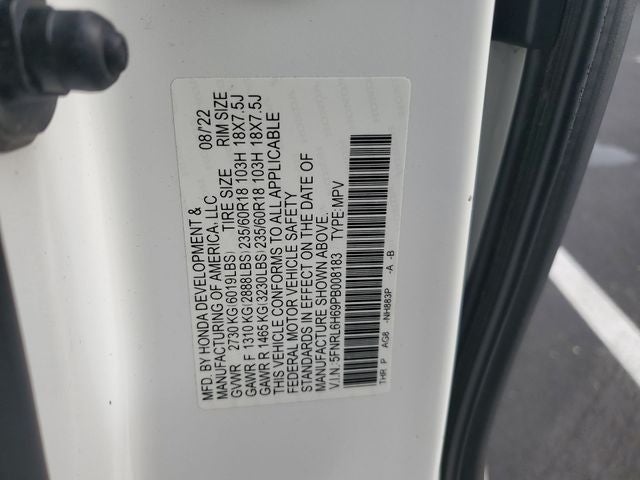 MFD. BY HONDA DEVELOPMENT &
MANUFACTURING OF AMERICA, LLC 08/'22
GVWR 2730 KG(6019LBS) TIRE SIZE RIM SIZE
GAWR F 1310 KG(2888LBS) 235/60R18 103H 18X7.5J
GAWR R 1465 KG(3230LBS) 235/60R18 103H 18X7.5J
THIS VEHICLE CONFORMS TO ALL APPLICABLE
FEDERAL MOTOR VEHICLE SAFETY
STANDARDS IN EFFECT ON THE DATE OF
MANUFACTURE SHOWN ABOVE.
V.I.N. 5FNRL6H69PB008183 TYPE:MPV
THR P AG8 -NH883P -A -B